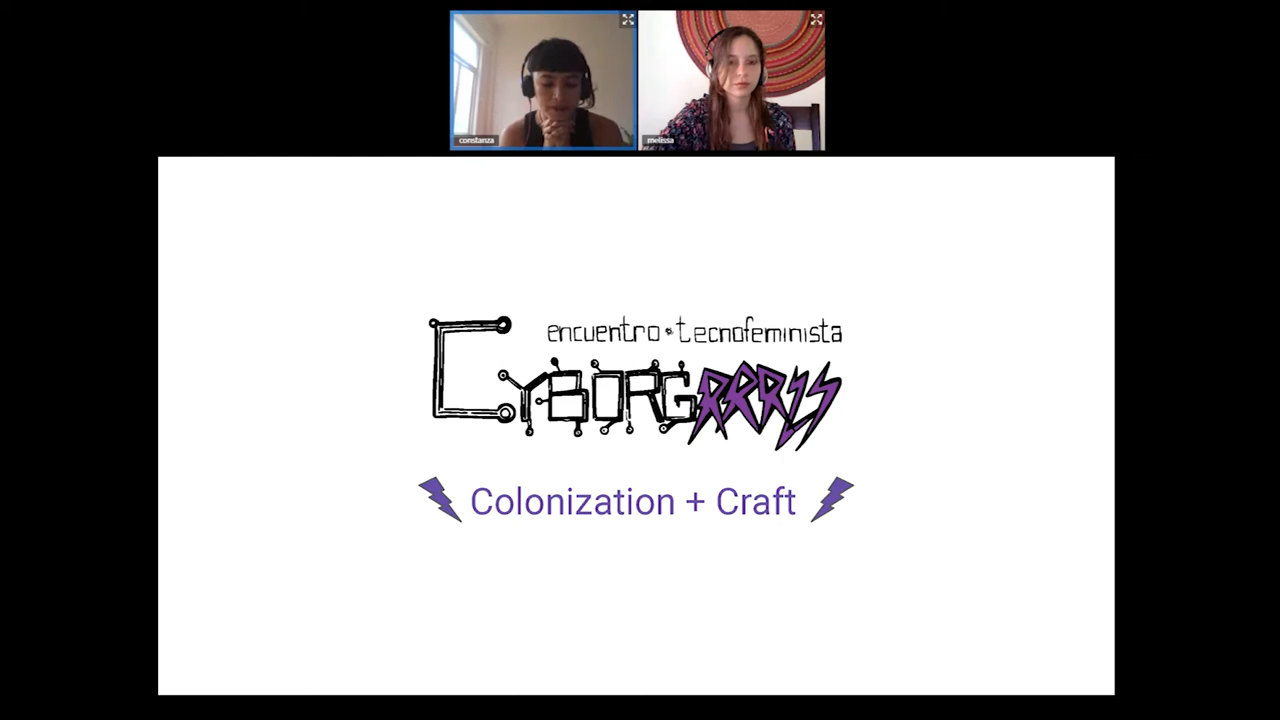 constanza
melissa
encuentro • tecnofeminista
CYBORGRRRLS
Colonization + Craft